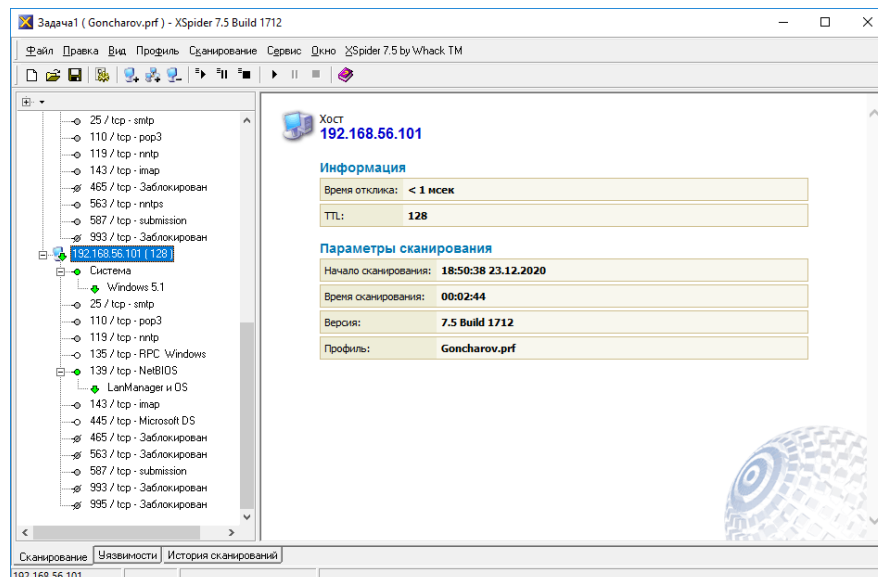 Задача1 ( Goncharov.prf ) - XSpider 7.5 Build 1712
Файл Правка Вид Профиль Сканирование Сервис Окно XSpider 7.5 by Whack TM
25 / tcp - smtp
110 / tcp - pop3
119 / tcp - nntp
143 / tcp - imap
465 / tcp - Заблокирован
563 / tcp - nntps
587 / tcp - submission
993 / tcp - Заблокирован
192.168.56.101 ( 128 )
Система
Windows 5.1
25 / tcp - smtp
110 / tcp - pop3
119 / tcp - nntp
135 / tcp - RPC Windows
139 / tcp - NetBIOS
LanManager и OS
143 / tcp - imap
445 / tcp - Microsoft DS
465 / tcp - Заблокирован
563 / tcp - Заблокирован
587 / tcp - submission
993 / tcp - Заблокирован
995 / tcp - Заблокирован
Хост
192.168.56.101
Информация
Время отклика: < 1 мсек
TTL: 128
Параметры сканирования
Начало сканирования: 18:50:38 23.12.2020
Время сканирования: 00:02:44
Версия: 7.5 Build 1712
Профиль: Goncharov.prf
Сканирование Уязвимости История сканирований
192.168.56.101